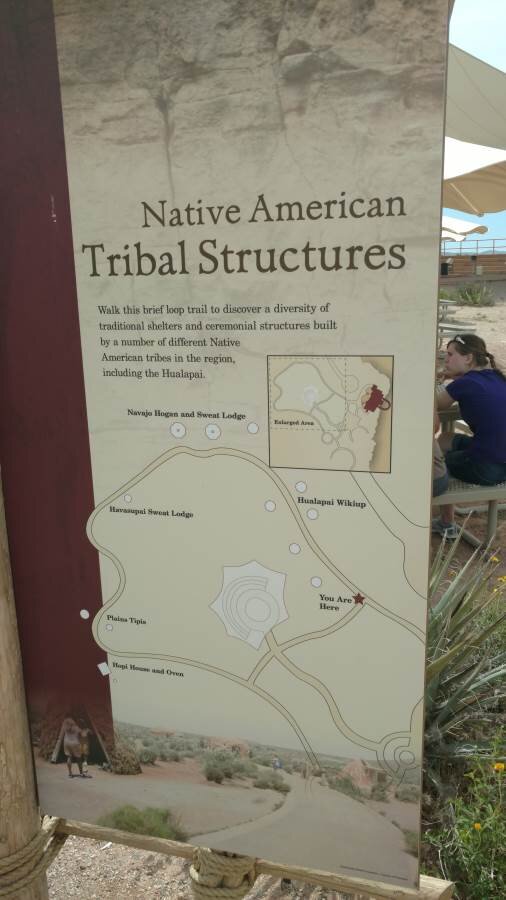 Native American
Tribal Structures
Walk this brief loop trail to discover a diversity of
traditional shelters and ceremonial structures built
by a number of different Native
American tribes in the region,
including the Hualapai.
Enlarged Area
Navajo Hogan and Sweat Lodge
Hualapai Wikiup
Havasupai Sweat Lodge
You Are
Here
Plains Tipis
Hopi House and Oven